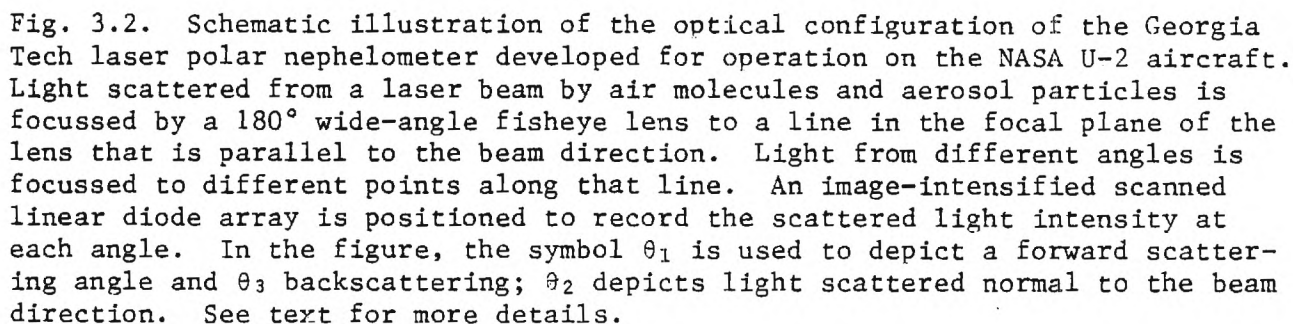 Fig. 3.2. Schematic illustration of the optical configuration of the Georgia
Tech laser polar nephelometer developed for operation on the NASA U-2 aircraft.
Light scattered from a laser beam by air molecules and aerosol particles is
focussed by a 180° wide-angle fisheye lens to a line in the focal plane of the
lens that is parallel to the beam direction. Light from different angles is
focussed to different points along that line. An image-intensified scanned
linear diode array is positioned to record the scattered light intensity at
each angle. In the figure, the symbol θ₁ is used to depict a forward scatter-
ing angle and θ₃ backscattering; θ₂ depicts light scattered normal to the beam
direction. See text for more details.